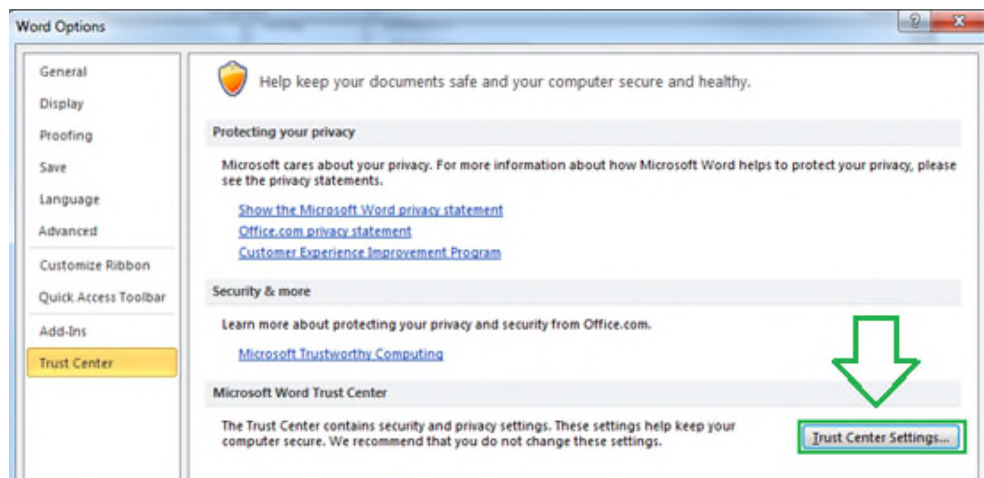 Word Options
General
Display
Proofing
Save
Language
Advanced
Customize Ribbon
Quick Access Toolbar
Add-Ins
Trust Center
Help keep your documents safe and your computer secure and healthy.
Protecting your privacy
Microsoft cares about your privacy. For more information about how Microsoft Word helps to protect your privacy, please
see the privacy statements.
Show the Microsoft Word privacy statement
Office.com privacy statement
Customer Experience Improvement Program
Security & more
Learn more about protecting your privacy and security from Office.com.
Microsoft Trustworthy Computing
Microsoft Word Trust Center
The Trust Center contains security and privacy settings. These settings help keep your
computer secure. We recommend that you do not change these settings.
Trust Center Settings...